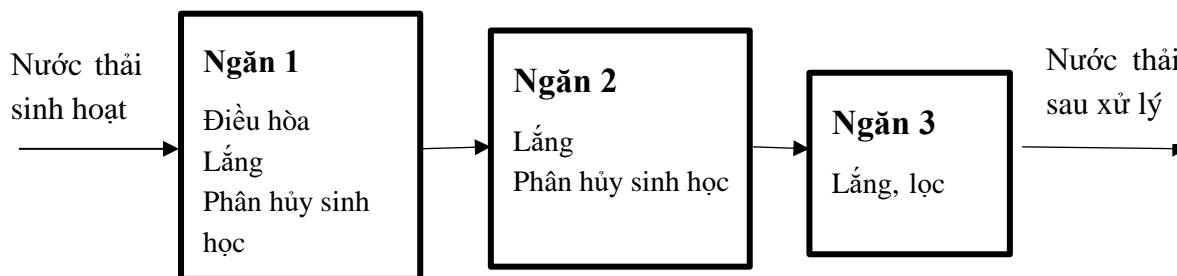 Nước thải
sinh hoạt
Ngăn 1
Điều hòa
Lắng
Phân hủy sinh
học
Ngăn 2
Lắng
Phân hủy sinh học
Ngăn 3
Lắng, lọc
Nước thải
sau xử lý